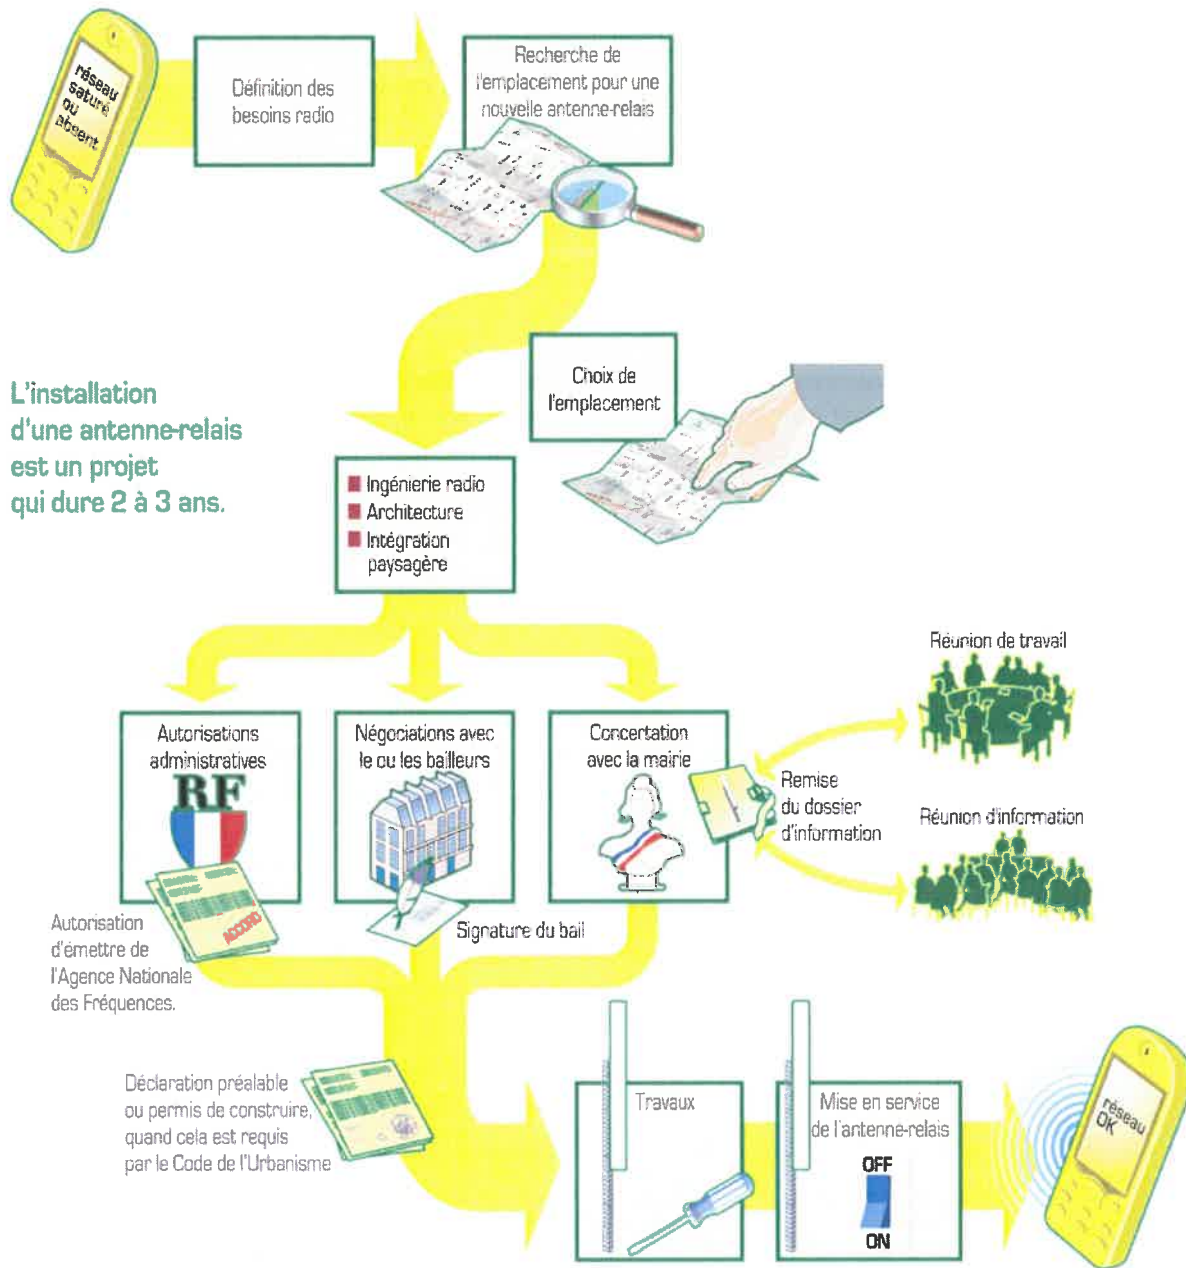 réseau
saturé
ou
absent
Définition des
besoins radio
Recherche de
l'emplacement pour une
nouvelle antenne-relais
Choix de
l'emplacement
L'installation
d'une antenne-relais
est un projet
qui dure 2 à 3 ans.
Ingénierie radio
Architecture
Intégration
paysagère
Autorisations
administratives
RF
Négociations avec
le ou les bailleurs
Concertation
avec la mairie
Réunion de travail
Remise
du dossier
d'information
Réunion d'information
ACCORD
Autorisation
d'émettre de
l'Agence Nationale
des Fréquences.
Signature du bail
Déclaration préalable
ou permis de construire,
quand cela est requis
par le Code de l'Urbanisme
Travaux
Mise en service
de l'antenne-relais
OFF
ON
réseau
OK